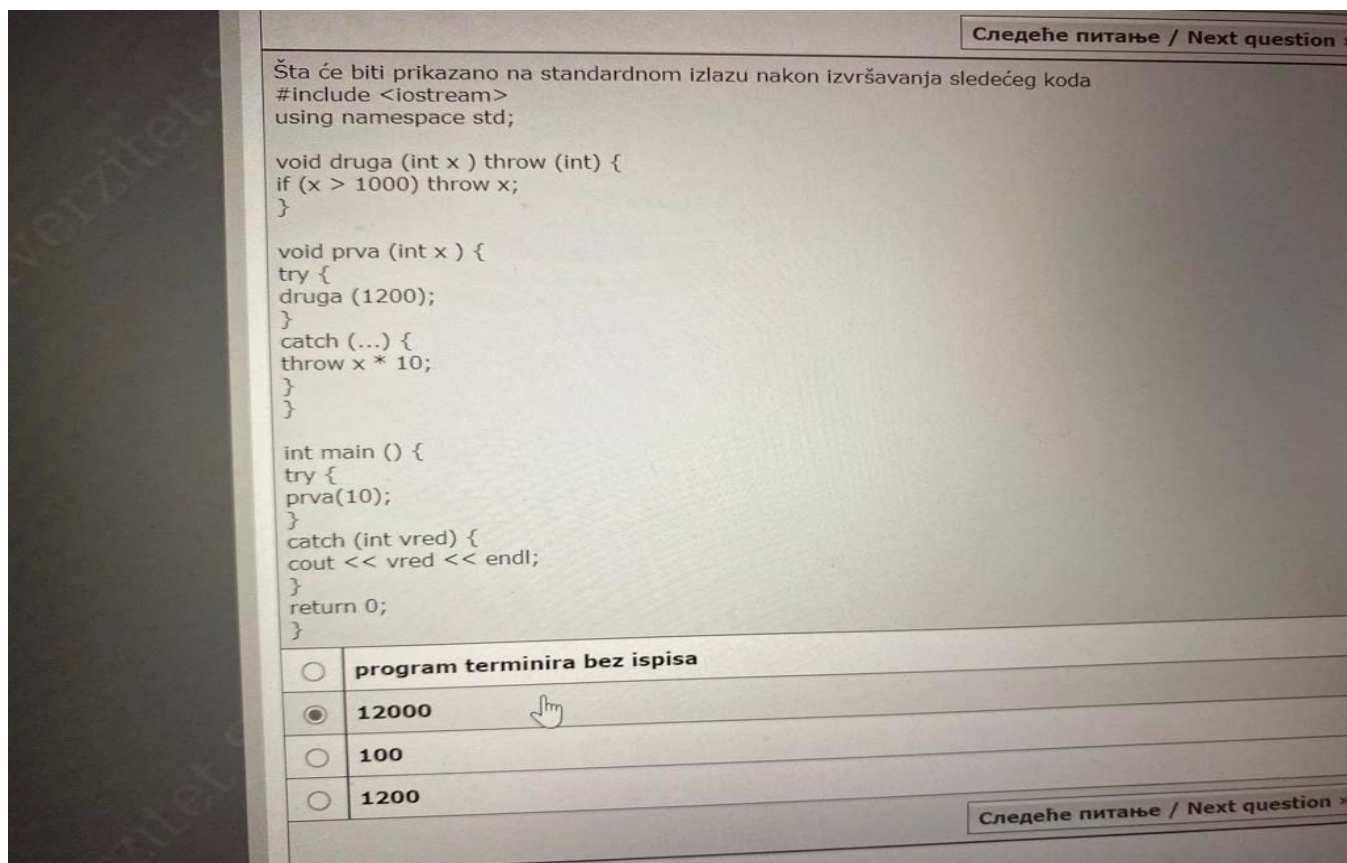 Следеће питање / Next question
Šta će biti prikazano na standardnom izlazu nakon izvršavanja sledećeg koda
#include <iostream>
using namespace std;
void druga (int x ) throw (int) {
if (x > 1000) throw x;
}
void prva (int x ) {
try {
druga (1200);
}
catch (...) {
throw x * 10;
}
}
int main () {
try {
prva(10);
}
catch (int vred) {
cout << vred << endl;
}
return 0;
}
program terminira bez ispisa
12000
100
1200
Следеће питање / Next question »